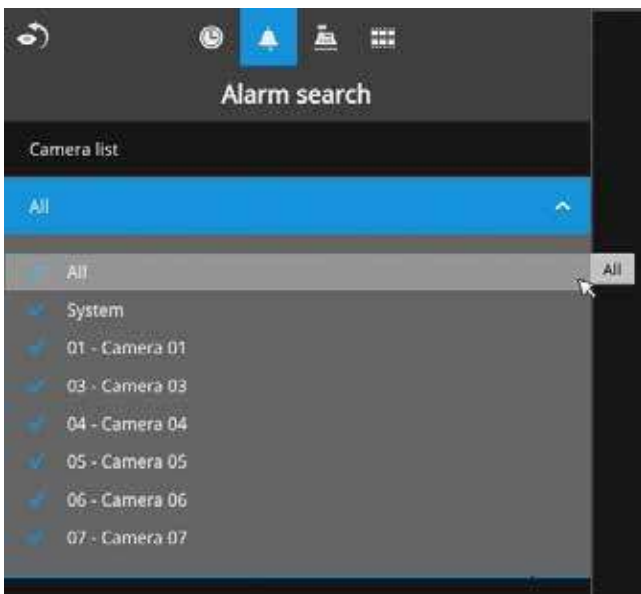 Alarm search
Camera list
All
All
All
System
01 - Camera 01
03 - Camera 03
04 - Camera 04
05 - Camera 05
06 - Camera 06
07 - Camera 07